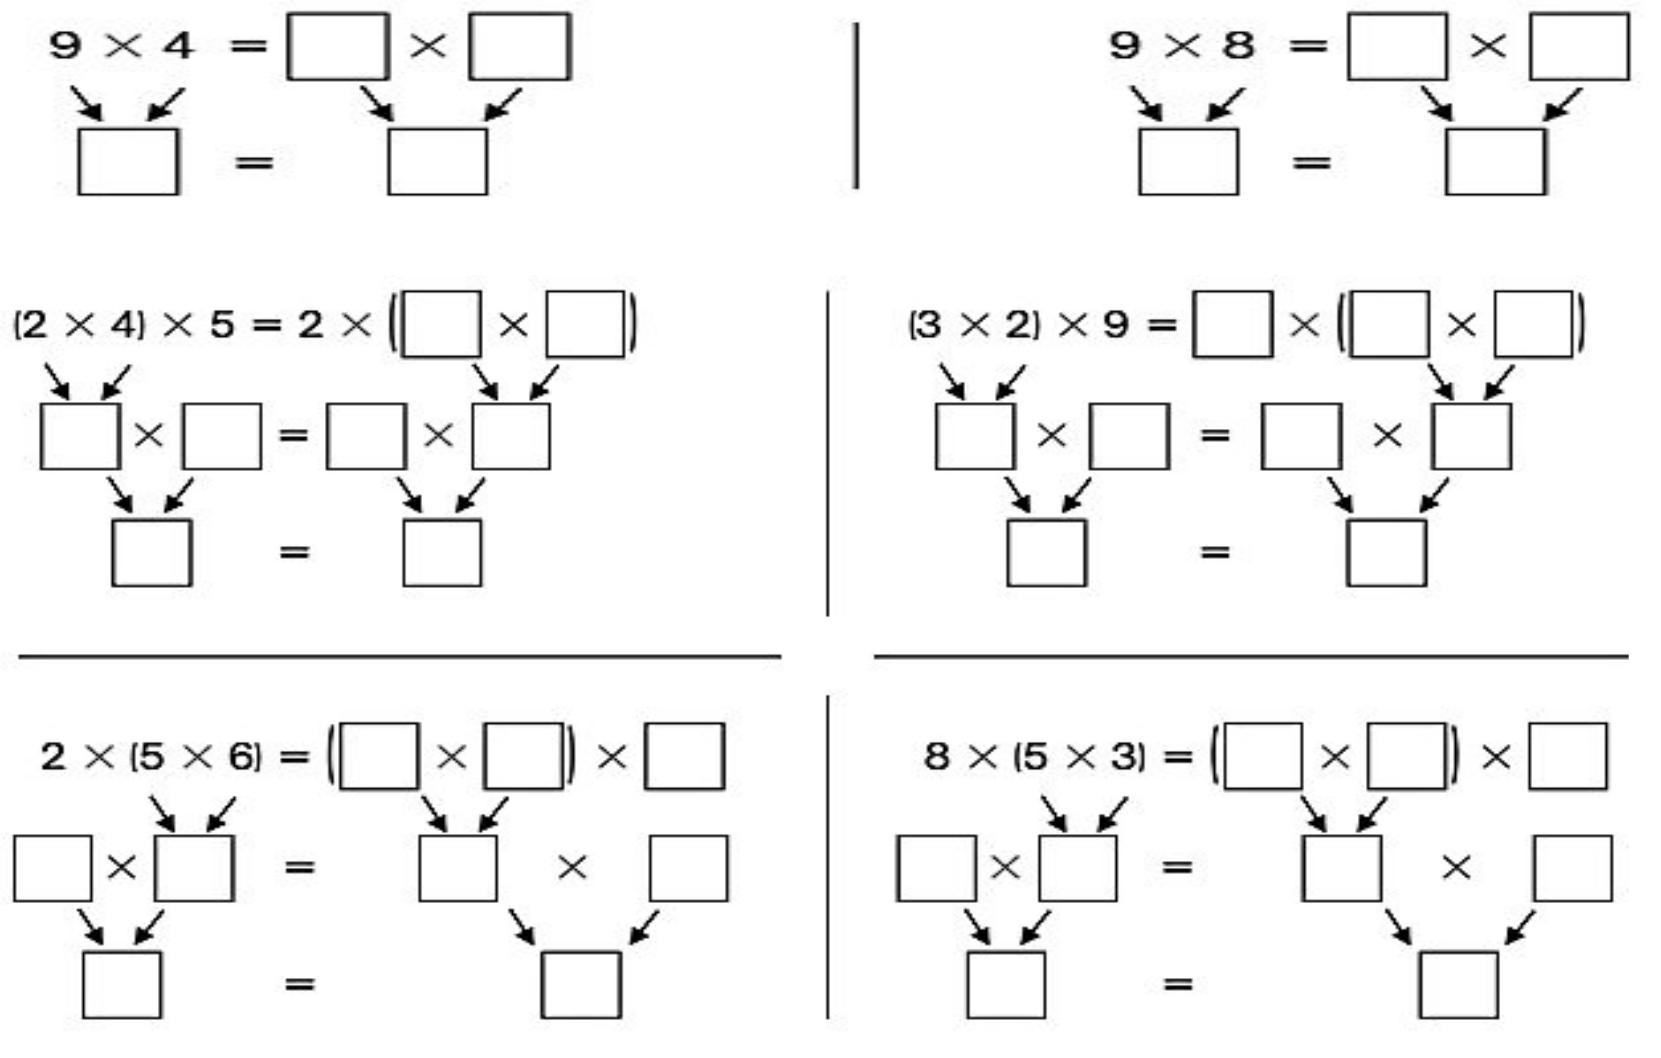 9 × 4 = □ × □
□ = □
9 × 8 = □ × □
□ = □
(2 × 4) × 5 = 2 × (□ × □)
□ × □ = □ × □
□ = □
(3 × 2) × 9 = □ × (□ × □)
□ × □ = □ × □
□ = □
2 × (5 × 6) = (□ × □) × □
□ × □ = □ × □
□ = □
8 × (5 × 3) = (□ × □) × □
□ × □ = □ × □
□ = □